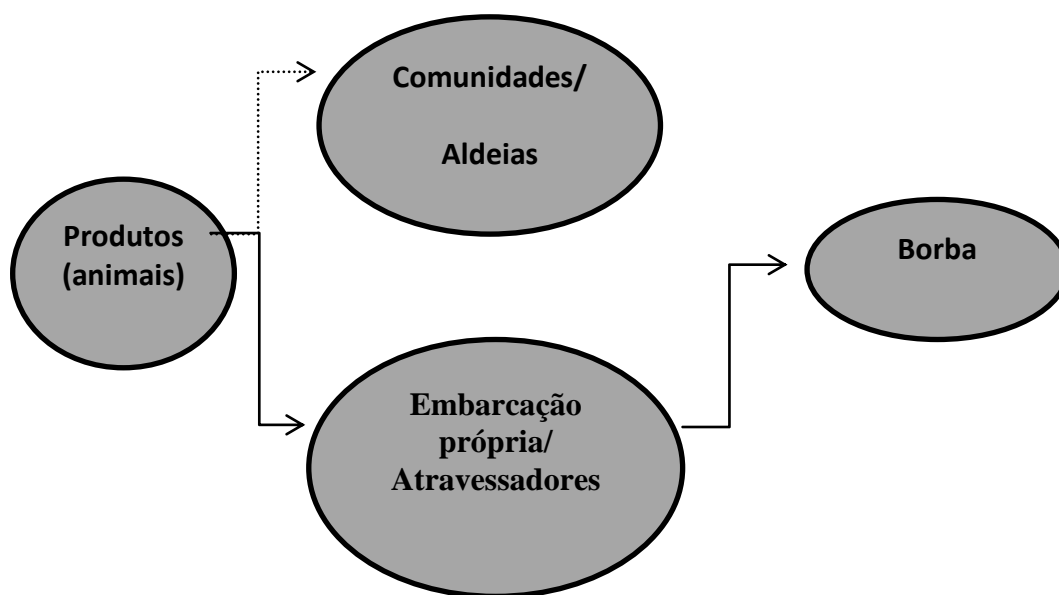 Comunidades/
Aldeias
Produtos
(animais)
Borba
Embarcação
própria/
Atravessadores